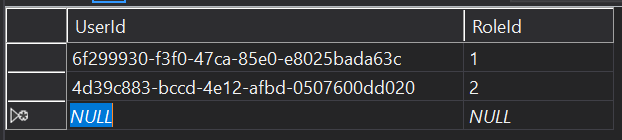 UserId RoleId
6f299930-f3f0-47ca-85e0-e8025bada63c 1
4d39c883-bccd-4e12-afbd-0507600dd020 2
NULL NULL